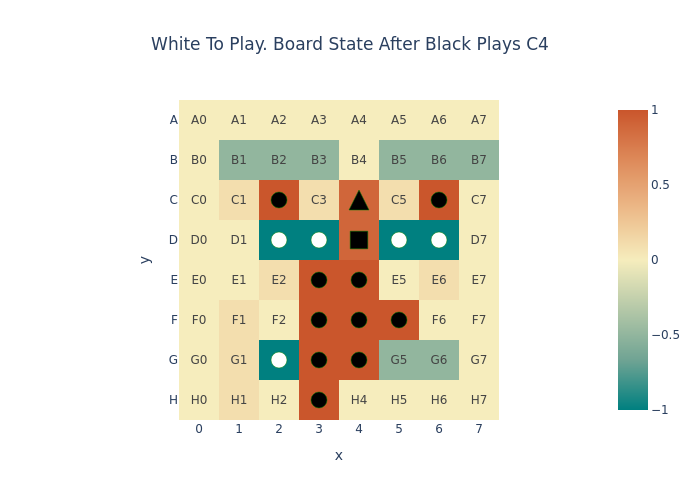 White To Play. Board State After Black Plays C4
A A0 A1 A2 A3 A4 A5 A6 A7
B B0 B1 B2 B3 B4 B5 B6 B7
C C0 C1 C3 C5 C7
D D0 D1 D7
E E0 E1 E2 E5 E6 E7
F F0 F1 F2 F6 F7
G G0 G1 G5 G6 G7
H H0 H1 H2 H4 H5 H6 H7
0 1 2 3 4 5 6 7
x
y
1
0.5
0
−0.5
−1